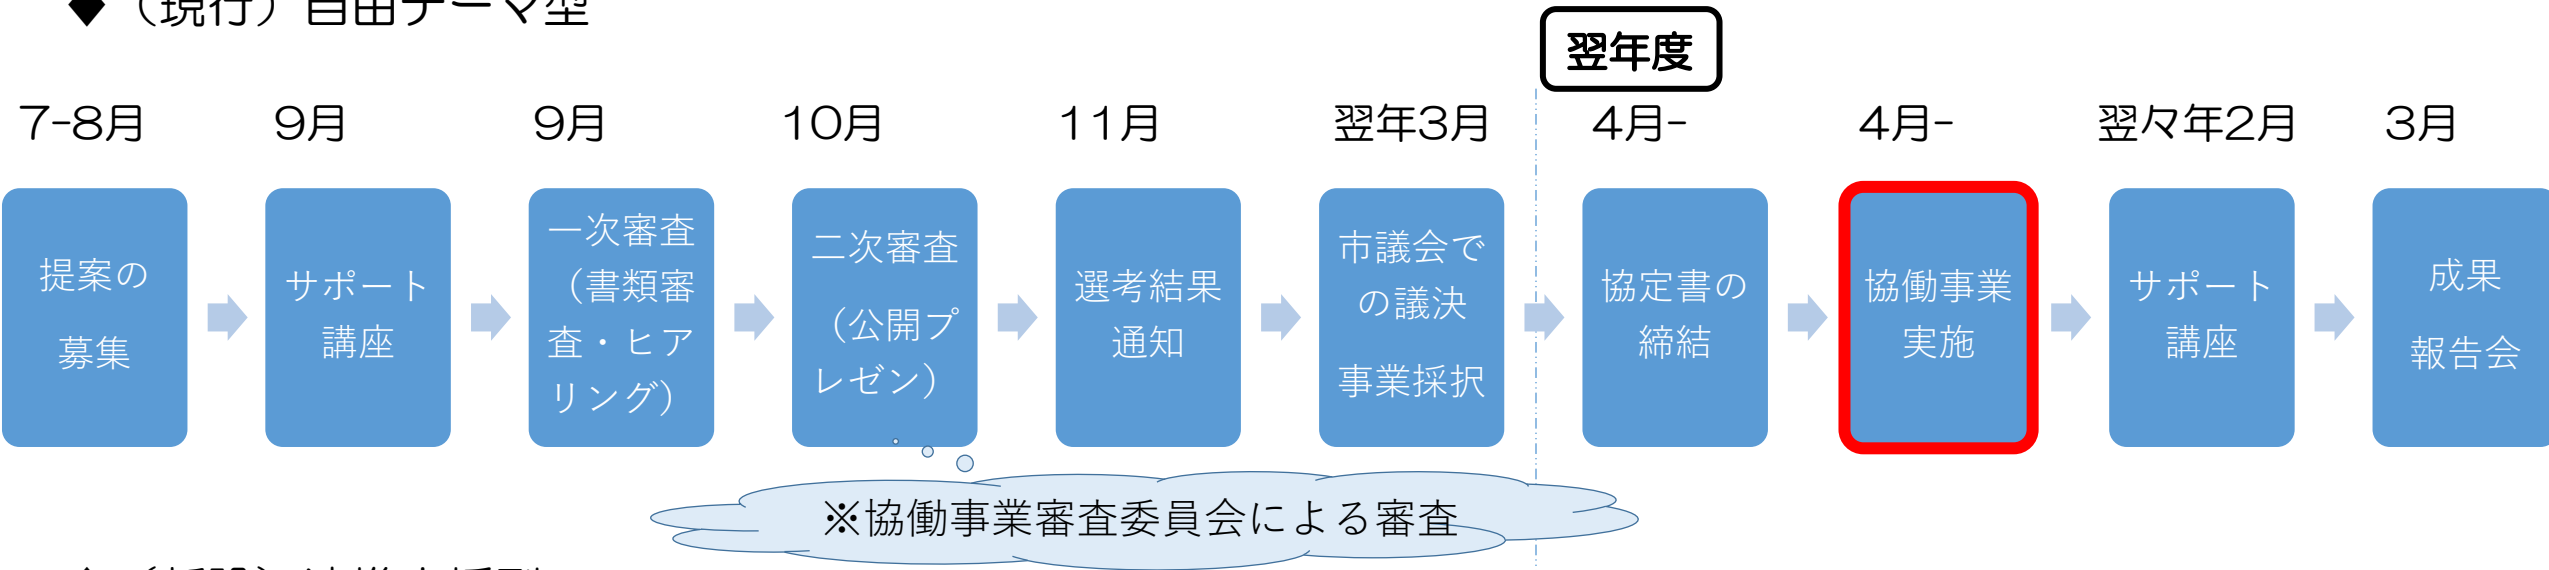 ◆（現行）自由テーマ型
翌年度
7-8月
9月
9月
10月
11月
翌年3月
4月-
4月-
翌々年2月
3月
提案の
募集
サポート
講座
一次審査
（書類審
査・ヒア
リング）
二次審査
（公開プ
レゼン）
選考結果
通知
市議会で
の議決
事業採択
協定書の
締結
協働事業
実施
サポート
講座
成果
報告会
※協働事業審査委員会による審査